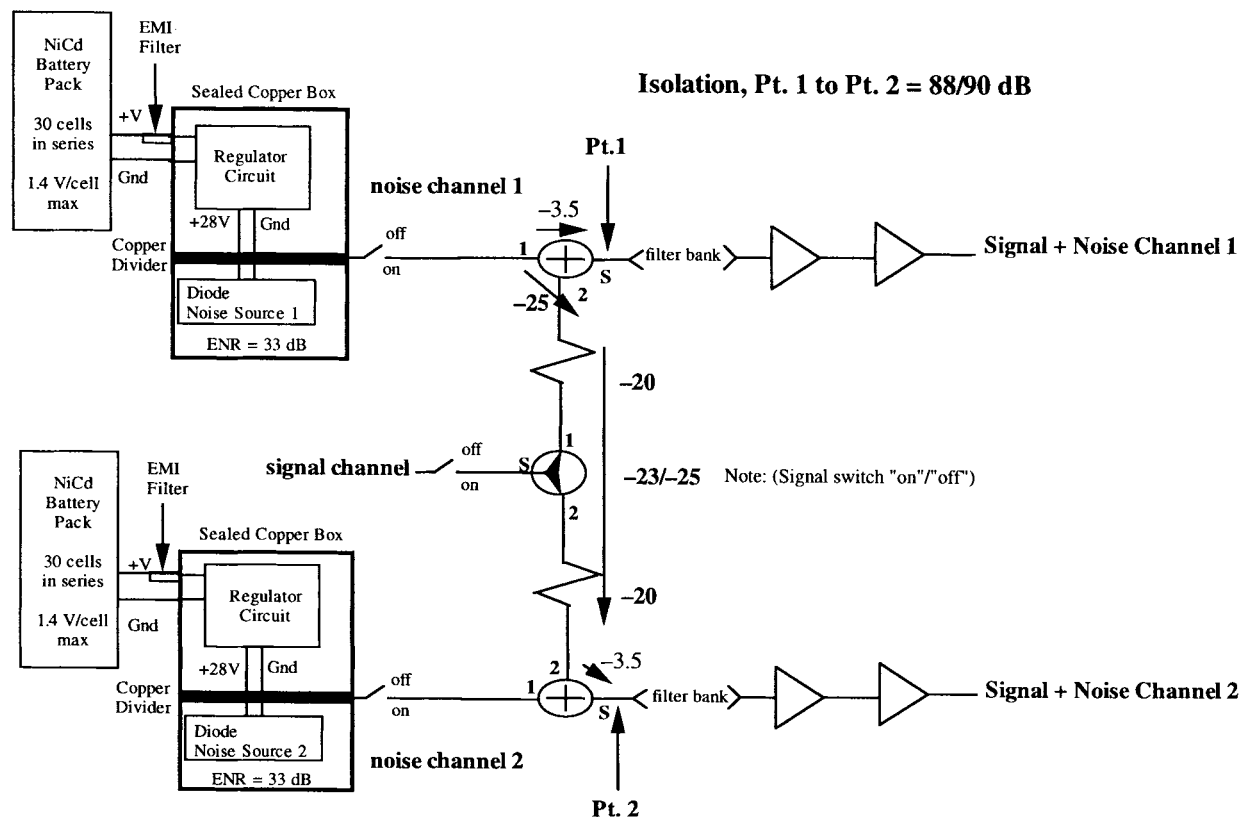 NiCd
Battery
Pack
30 cells
in series
1.4 V/cell
max
EMI
Filter
+V
Gnd
Sealed Copper Box
Regulator
Circuit
+28V
Gnd
Copper
Divider
Diode
Noise Source 1
ENR = 33 dB
noise channel 1
off
on
Isolation, Pt. 1 to Pt. 2 = 88/90 dB
Pt.1
–3.5
1
S
2
–25
filter bank
Signal + Noise Channel 1
–20
signal channel
off
on
S
1
2
–23/–25
Note: (Signal switch "on"/"off")
–20
NiCd
Battery
Pack
30 cells
in series
1.4 V/cell
max
EMI
Filter
+V
Gnd
Sealed Copper Box
Regulator
Circuit
+28V
Gnd
Copper
Divider
Diode
Noise Source 2
ENR = 33 dB
noise channel 2
off
on
2
1
S
–3.5
filter bank
Signal + Noise Channel 2
Pt. 2